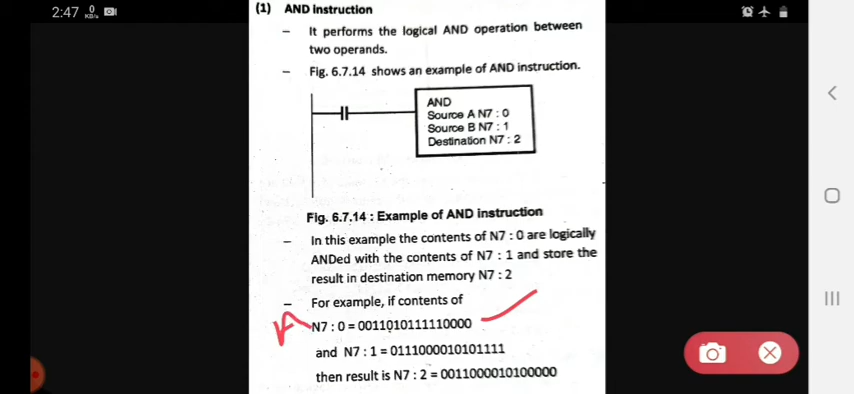 2:47 0 KB/s
(1) AND instruction
– It performs the logical AND operation between
two operands.
– Fig. 6.7.14 shows an example of AND instruction.
AND
Source A N7 : 0
Source B N7 : 1
Destination N7 : 2
Fig. 6.7.14 : Example of AND instruction
– In this example the contents of N7 : 0 are logically
ANDed with the contents of N7 : 1 and store the
result in destination memory N7 : 2
– For example, if contents of
N7 : 0 = 0011010111110000
and N7 : 1 = 0111000010101111
then result is N7 : 2 = 0011000010100000